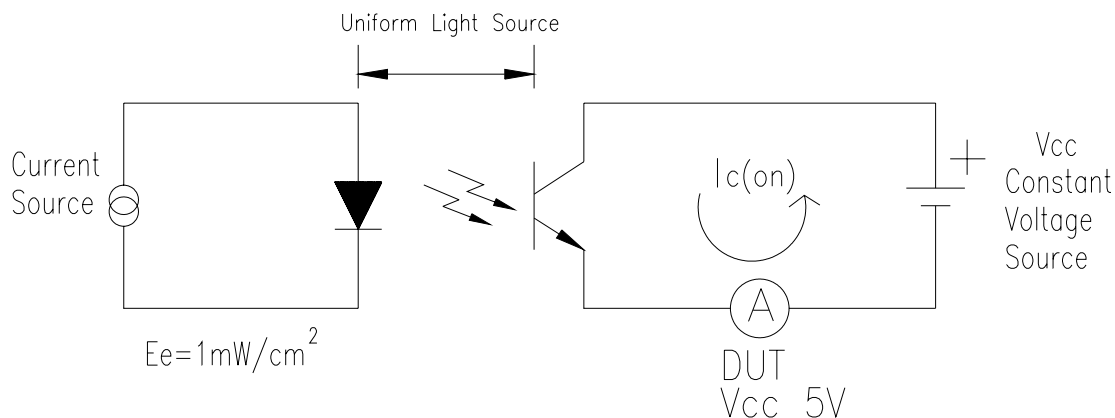 Uniform Light Source
Current
Source
Ic(on)
Vcc
Constant
Voltage
Source
A
Ee=1mW/cm²
DUT
Vcc 5V